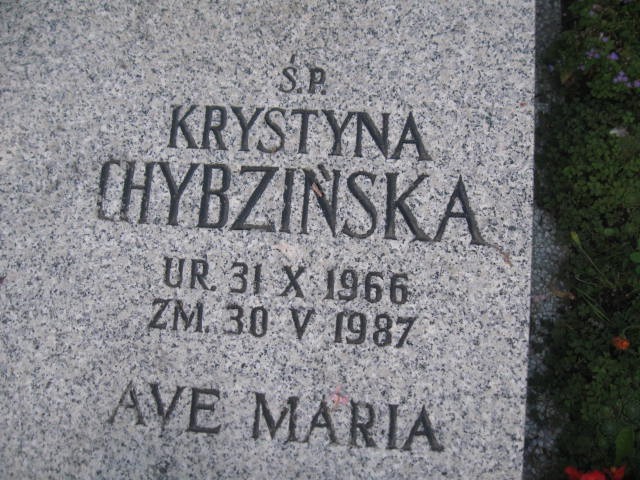 Ś.P.
KRYSTYNA
CHYBZIŃSKA
UR. 31 X 1966
ZM. 30 V 1987.
AVE MARIA